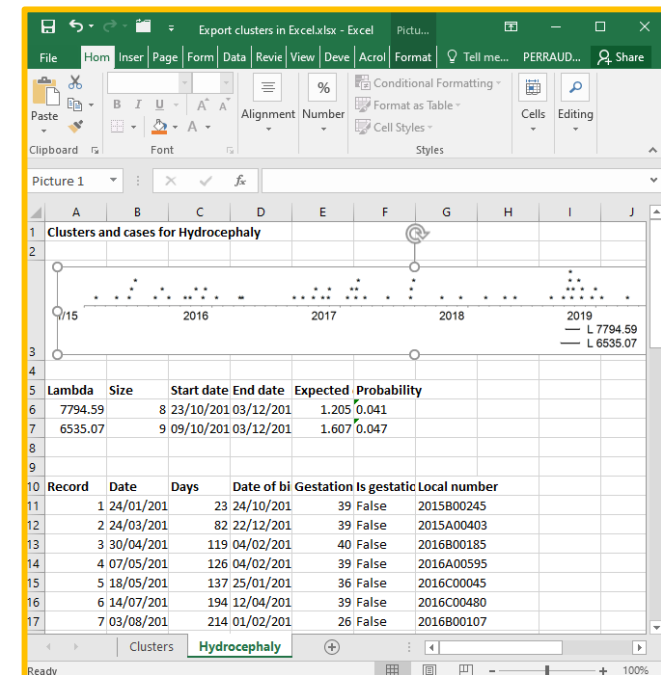 Export clusters in Excel.xlsx - Excel Pictu...
File Hom Inser Page Form Data Revie View Deve Acrol Format Tell me... PERRAUD... Share
Paste B I U A A Alignment % Number Conditional Formatting Format as Table Cell Styles Cells Editing
Clipboard Font Styles
Picture 1 fx
A B C D E F G H I J
1 Clusters and cases for Hydrocephaly
2
/15 2016 2017 2018 2019
L 7794.59
3 L 6535.07
4
5 Lambda Size Start date End date Expected Probability
6 7794.59 8 23/10/201 03/12/201 1.205 0.041
7 6535.07 9 09/10/201 03/12/201 1.607 0.047
8
9
10 Record Date Days Date of bi Gestation Is gestatio Local number
11 1 24/01/201 23 24/10/201 39 False 2015B00245
12 2 24/03/201 82 22/12/201 39 False 2015A00403
13 3 30/04/201 119 04/02/201 40 False 2016B00185
14 4 07/05/201 126 04/02/201 39 False 2016A00595
15 5 18/05/201 137 25/01/201 36 False 2016C00045
16 6 14/07/201 194 12/04/201 39 False 2016C00480
17 7 03/08/201 214 01/02/201 26 False 2016B00107
Clusters Hydrocephaly
Ready 100%